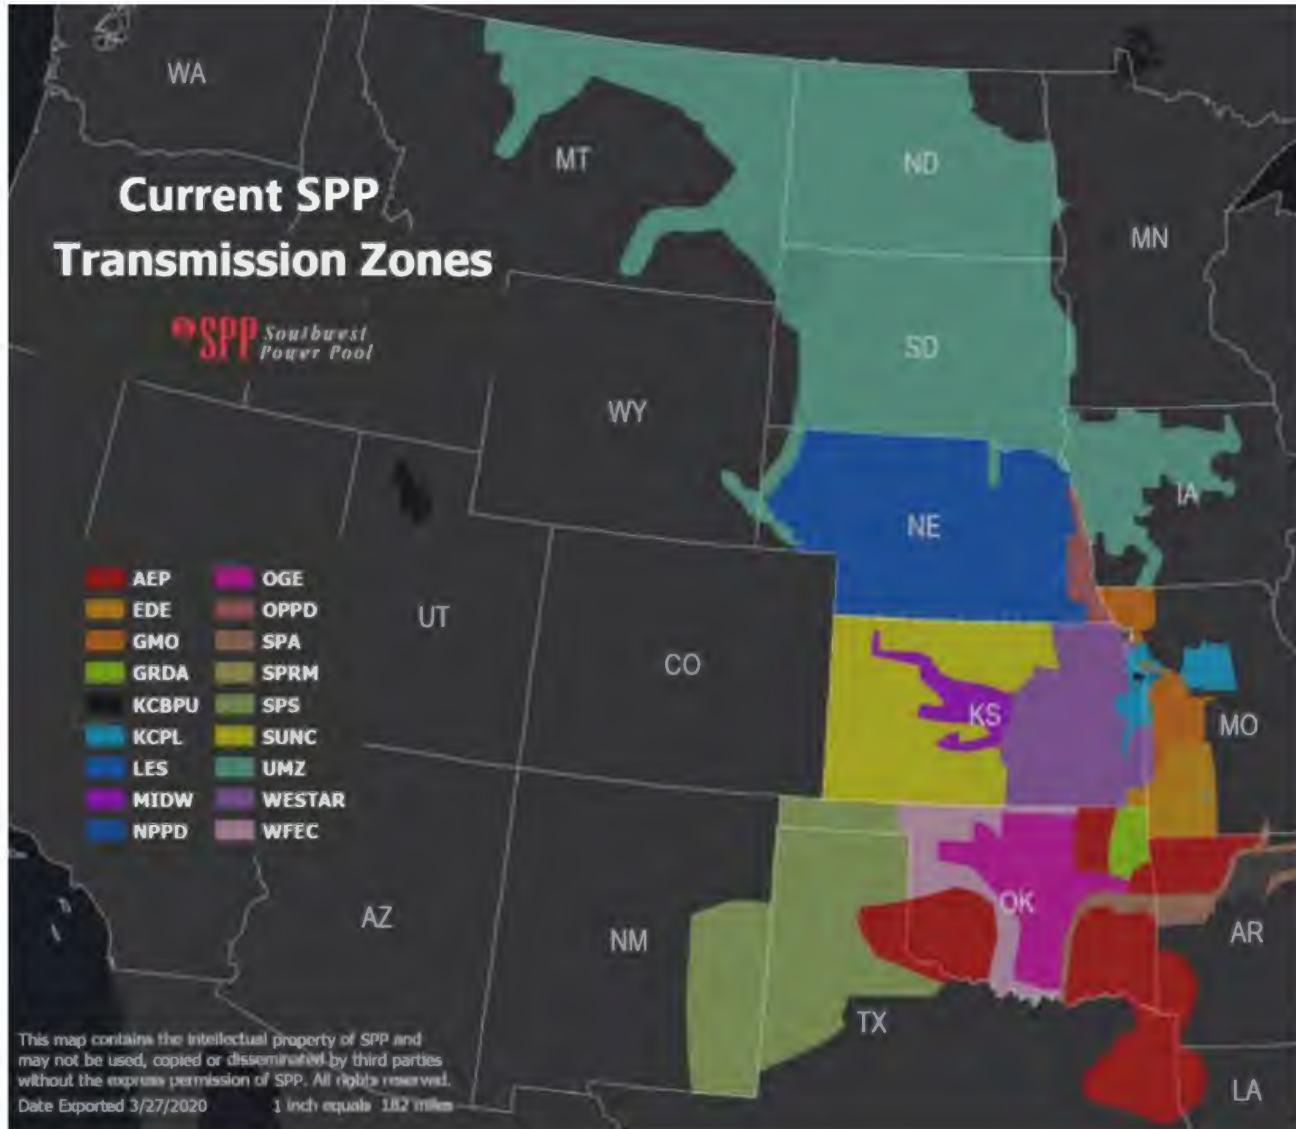 WA
MT
ND
MN
Current SPP
Transmission Zones
SPP Southwest
Power Pool
SD
WY
IA
NE
AEP OGE
EDE OPPD
GMO SPA
GRDA SPRM
KCBPU SPS
KCPL SUNC
LES UMZ
MIDW WESTAR
NPPD WFEC
UT
CO
KS
MO
OK
AZ
NM
AR
TX
LA
This map contains the intellectual property of SPP and
may not be used, copied or disseminated by third parties
without the express permission of SPP. All rights reserved.
Date Exported 3/27/2020 1 inch equals 182 miles